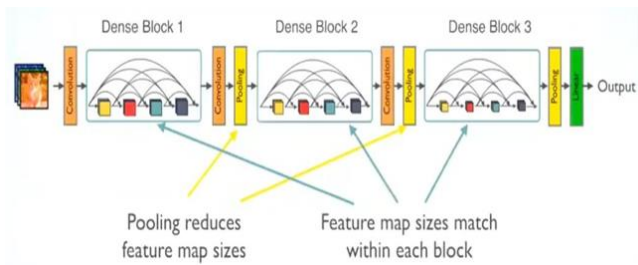 Dense Block 1
Dense Block 2
Dense Block 3
Convolution
Convolution
Pooling
Convolution
Pooling
Pooling
Linear
Output
Pooling reduces
feature map sizes
Feature map sizes match
within each block